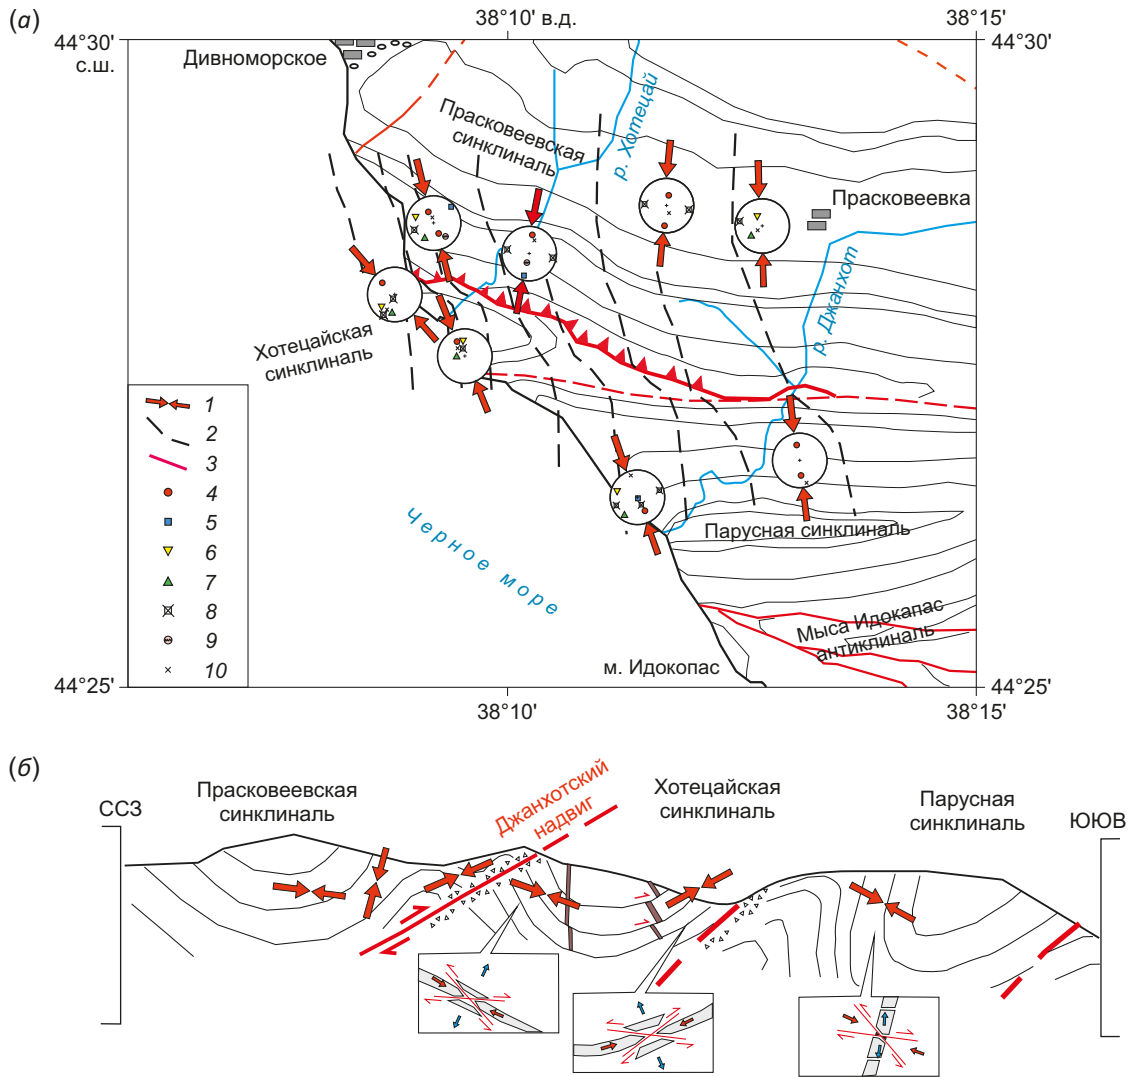 (а)
38°10' в.д.
38°15'
44°30'
с.ш.
44°30'
Дивноморское
Прасковеевская
синклиналь
р. Хотецай
Прасковеевка
р. Джанхот
Хотецайская
синклиналь
1
2
3
4
5
6
7
8
9
10
Черное море
Парусная синклиналь
Мыса Идокапас
антиклиналь
м. Идокопас
44°25'
44°25'
38°10'
38°15'
(б)
ССЗ
Прасковеевская
синклиналь
Джанхотский
надвиг
Хотецайская
синклиналь
Парусная
синклиналь
ЮЮВ